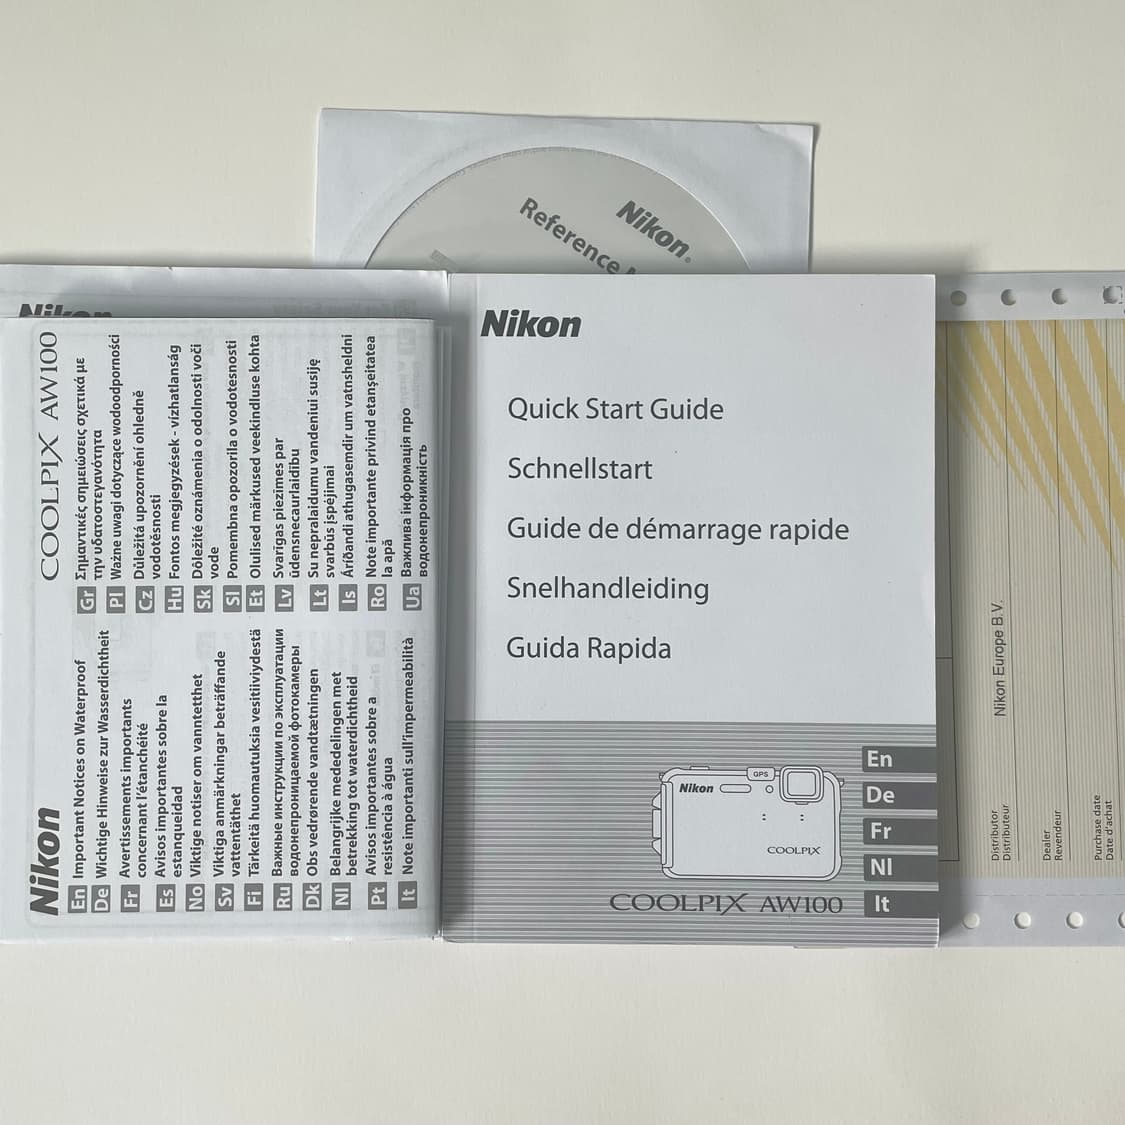 Nikon
Reference
Nikon
Nikon
COOLPIX AW100
En Important Notices on Waterproof
De Wichtige Hinweise zur Wasserdichtheit
Fr Avertissements importants
concernant l'étanchéité
Es Avisos importantes sobre la
estanqueidad
No Viktige notiser om vanntetthet
Sv Viktiga anmärkningar beträffande
vattentäthet
Fi Tärkeitä huomautuksia vesitiiviydestä
Ru Важные инструкции по эксплуатации
водонепроницаемой фотокамеры
Dk Obs vedrørende vandtætningen
Nl Belangrijke mededelingen met
betrekking tot waterdichtheid
Pt Avisos importantes sobre a
resistência à água
It Note importanti sull'impermeabilità
Gr Σημαντικές σημειώσεις σχετικά με
την υδατοστεγανότητα
Pl Ważne uwagi dotyczące wodoodporności
Cz Důležitá upozornění ohledně
vodotěsnosti
Hu Fontos megjegyzések - vízhatlanság
Sk Dôležité oznámenia o odolnosti voči
vode
Sl Pomembna opozorila o vodotesnosti
Et Olulised märkused veekindluse kohta
Lv Svarīgas piezīmes par
ūdensnecaurlaidību
Lt Su nepralaidumu vandeniui susiję
svarbūs įspėjimai
Is Áríðandi athugasemdir um vatnsheldni
Ro Note importante privind etanșeitatea
la apă
Ua Важлива інформація про
водонепроникність
Nikon
Quick Start Guide
Schnellstart
Guide de démarrage rapide
Snelhandleiding
Guida Rapida
GPS
Nikon
COOLPIX
COOLPIX AW100
En
De
Fr
Nl
It
Nikon Europe B.V.
Distributor
Distributeur
Dealer
Revendeur
Purchase date
Date d'achat